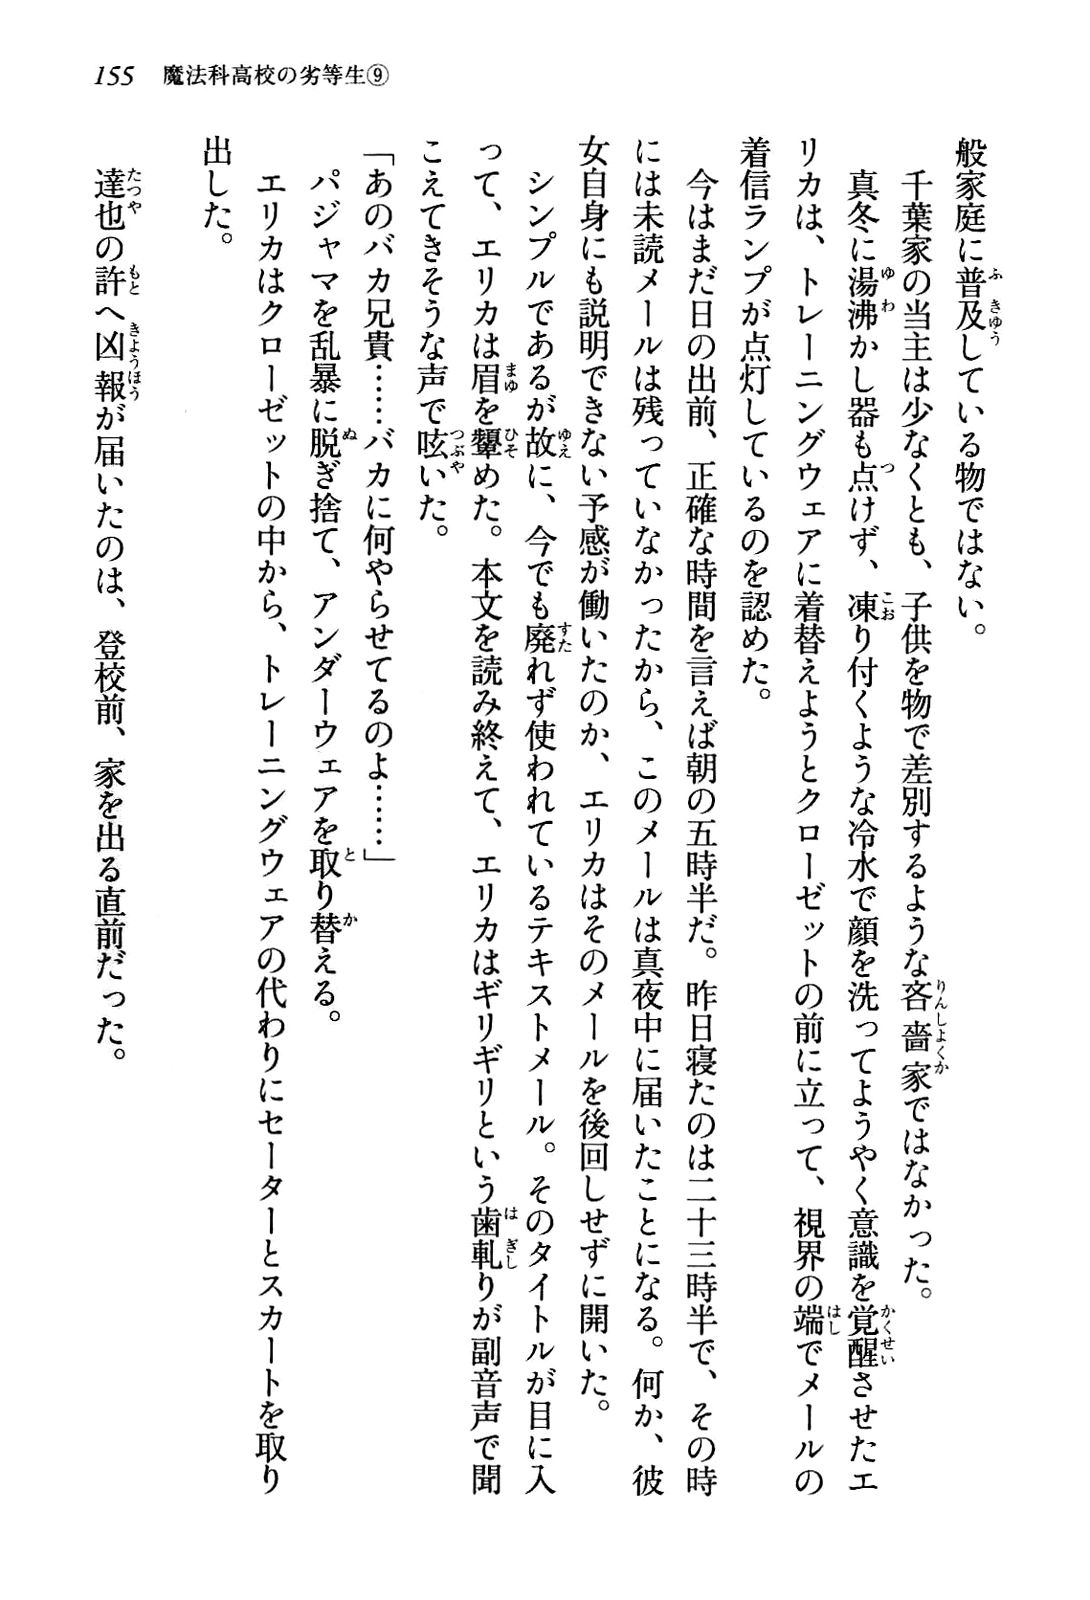 155 魔法科高校の劣等生⑨
般家庭に普及している物ではない。
千葉家の当主は少なくとも、子供を物で差別するような吝嗇家ではなかった。
真冬に湯沸かし器も点けず、凍り付くような冷水で顔を洗ってようやく意識を覚醒させたエ
リカは、トレーニングウェアに着替えようとクローゼットの前に立って、視界の端でメールの
着信ランプが点灯しているのを認めた。
今はまだ日の出前、正確な時間を言えば朝の五時半だ。昨日寝たのは二十三時半で、その時
には未読メールは残っていなかったから、このメールは真夜中に届いたことになる。何か、彼
女自身にも説明できない予感が働いたのか、エリカはそのメールを後回しせずに開いた。
シンプルであるが故に、今でも廃れず使われているテキストメール。そのタイトルが目に入
って、エリカは眉を顰めた。本文を読み終えて、エリカはギリギリという歯軋りが副音声で聞
こえてきそうな声で呟いた。
「あのバカ兄貴……バカに何やらせてるのよ……」
パジャマを乱暴に脱ぎ捨て、アンダーウェアを取り替える。
エリカはクローゼットの中から、トレーニングウェアの代わりにセーターとスカートを取り
出した。
達也の許へ凶報が届いたのは、登校前、家を出る直前だった。